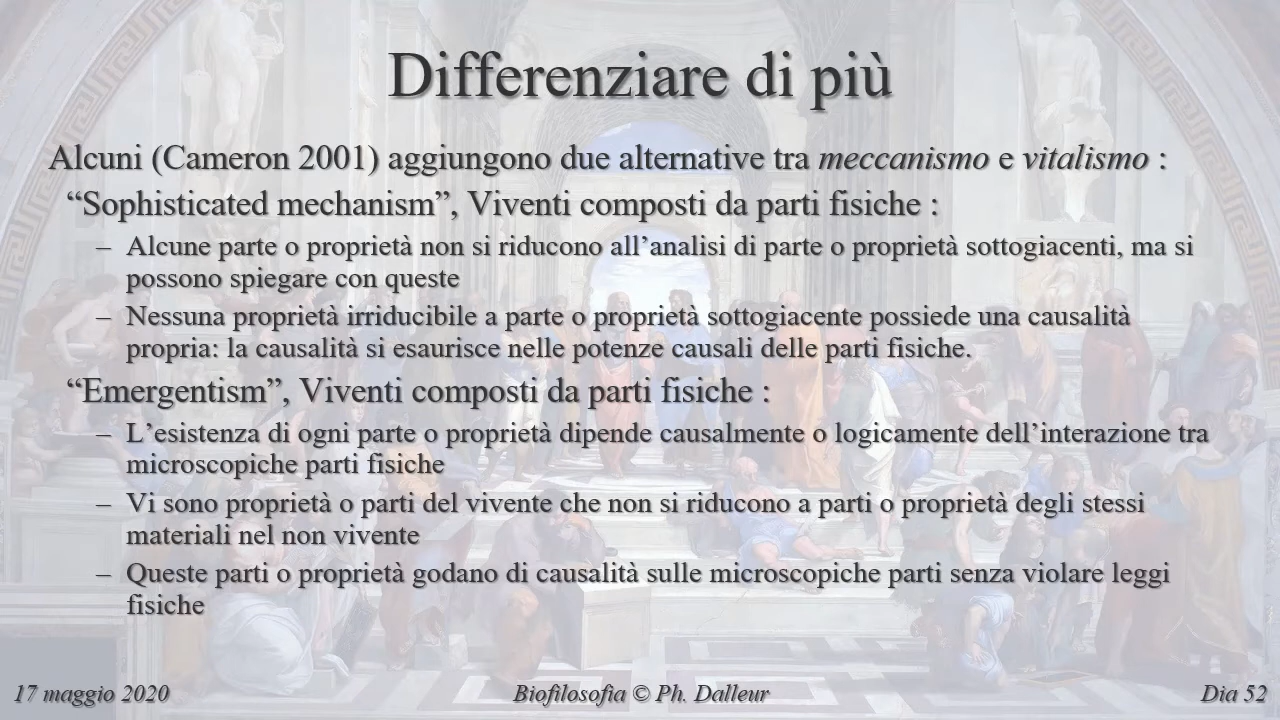 Differenziare di più
Alcuni (Cameron 2001) aggiungono due alternative tra meccanismo e vitalismo :
“Sophisticated mechanism”, Viventi composti da parti fisiche :
– Alcune parte o proprietà non si riducono all’analisi di parte o proprietà sottogiacenti, ma si
possono spiegare con queste
– Nessuna proprietà irriducibile a parte o proprietà sottogiacente possiede una causalità
propria: la causalità si esaurisce nelle potenze causali delle parti fisiche.
“Emergentism”, Viventi composti da parti fisiche :
– L’esistenza di ogni parte o proprietà dipende causalmente o logicamente dell’interazione tra
microscopiche parti fisiche
– Vi sono proprietà o parti del vivente che non si riducono a parti o proprietà degli stessi
materiali nel non vivente
– Queste parti o proprietà godano di causalità sulle microscopiche parti senza violare leggi
fisiche
17 maggio 2020
Biofilosofia © Ph. Dalleur
Dia 52